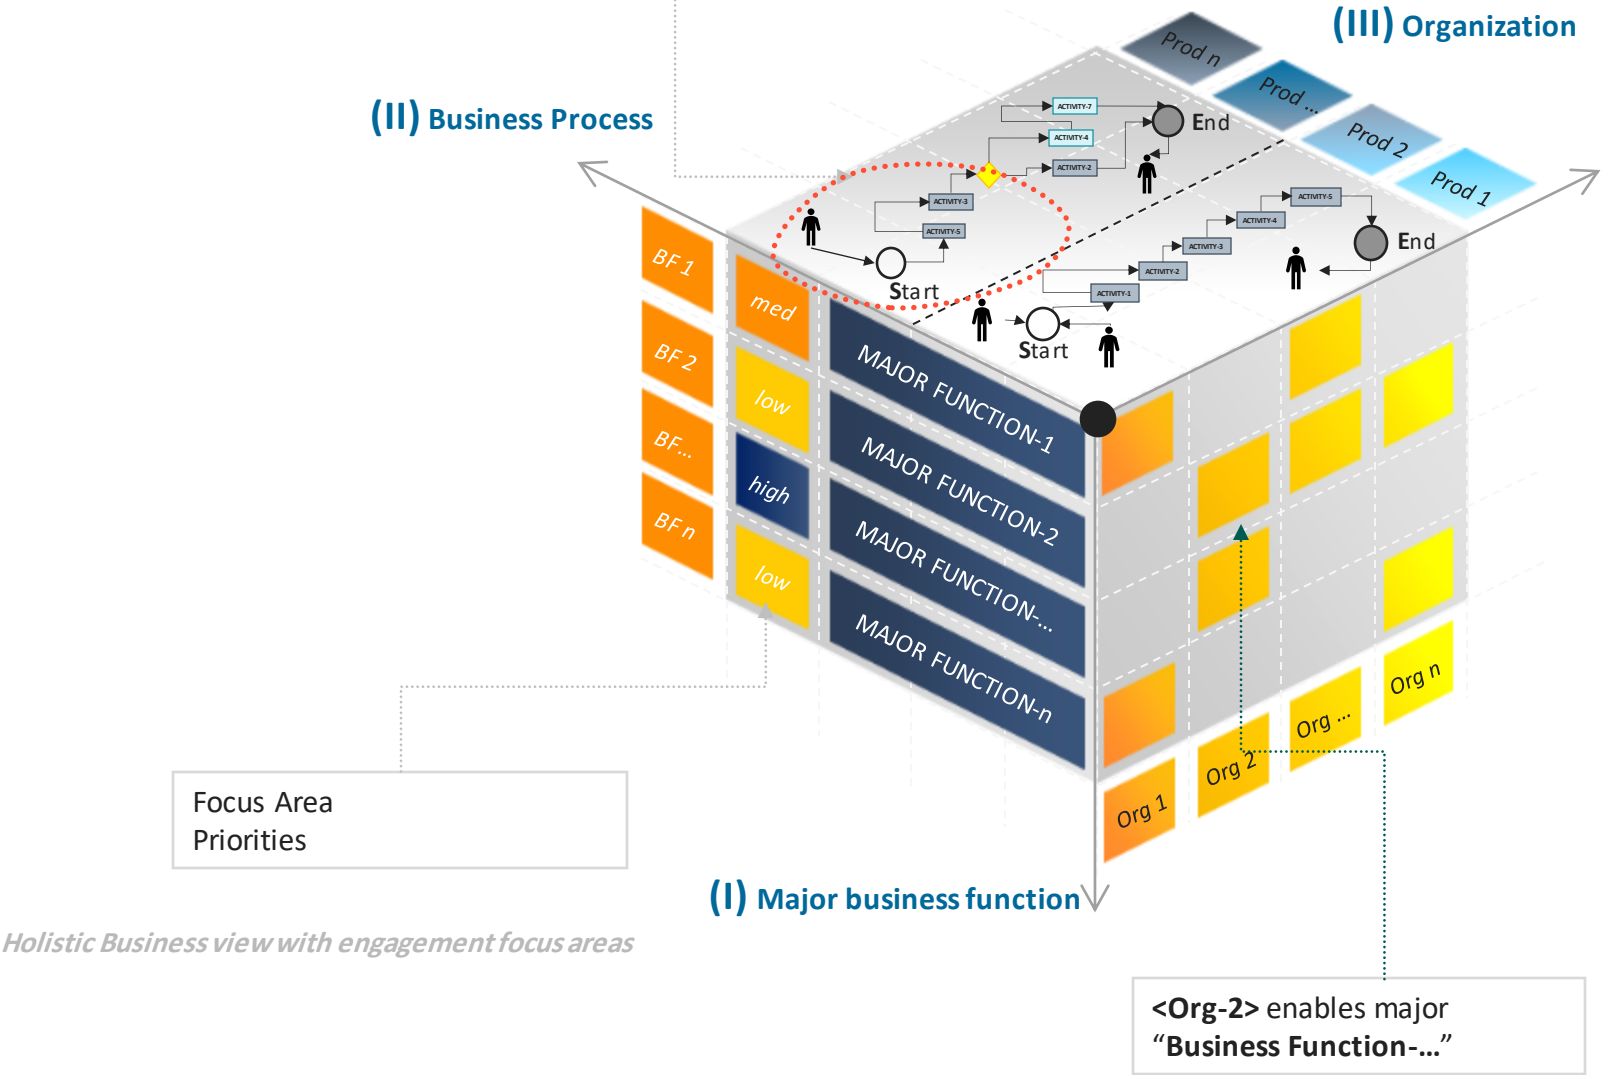 (III) Organization
(II) Business Process
Prod n
Prod ...
Prod 2
Prod 1
ACTIVITY-7
ACTIVITY-4
ACTIVITY-2
ACTIVITY-3
ACTIVITY-5
End
Start
ACTIVITY-5
ACTIVITY-4
ACTIVITY-3
ACTIVITY-2
ACTIVITY-1
End
Start
BF 1
BF 2
BF...
BF n
med
low
high
low
MAJOR FUNCTION-1
MAJOR FUNCTION-2
MAJOR FUNCTION-...
MAJOR FUNCTION-n
Org 1
Org 2
Org ...
Org n
Focus Area
Priorities
(I) Major business function
Holistic Business view with engagement focus areas
<Org-2> enables major
“Business Function-...”